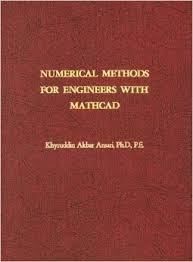 NUMERICAL METHODS
FOR ENGINEERS WITH
MATHCAD
Khyruddin Akbar Ansari, Ph.D., P.E.